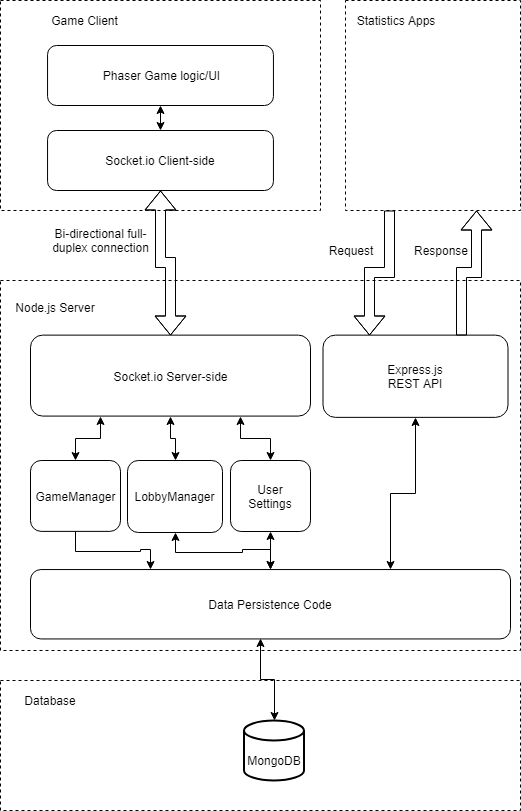 Game Client
Statistics Apps
Phaser Game logic/UI
Socket.io Client-side
Bi-directional full-
duplex connection
Request
Response
Node.js Server
Socket.io Server-side
Express.js
REST API
GameManager
LobbyManager
User
Settings
Data Persistence Code
Database
MongoDB